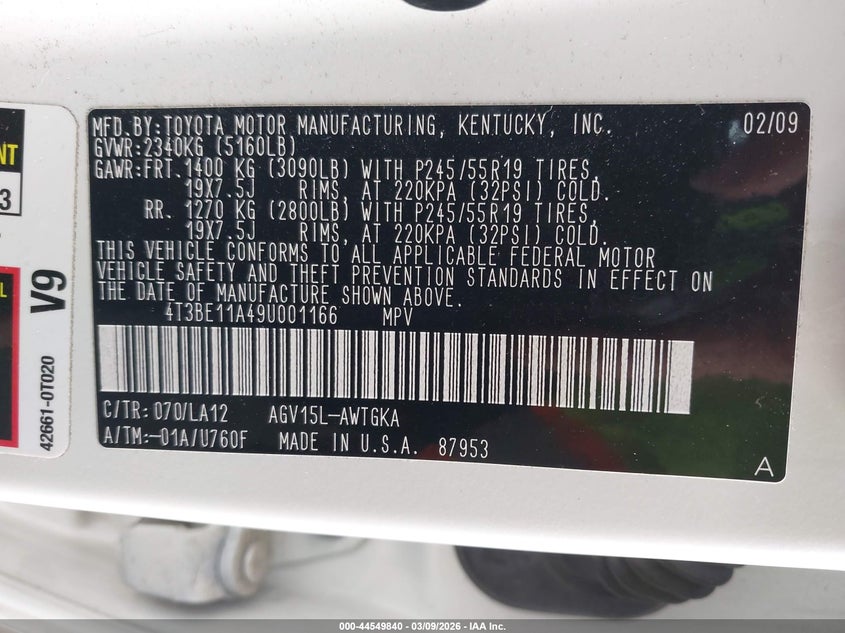 NT
3
L
V9
42661-0T020
MFD.BY:TOYOTA MOTOR MANUFACTURING, KENTUCKY, INC. 02/09
GVWR:2340KG (5160LB)
GAWR:FRT.1400 KG (3090LB) WITH P245/55R19 TIRES,
19X7.5J RIMS, AT 220KPA (32PSI) COLD.
RR. 1270 KG (2800LB) WITH P245/55R19 TIRES,
19X7.5J RIMS, AT 220KPA (32PSI) COLD.
THIS VEHICLE CONFORMS TO ALL APPLICABLE FEDERAL MOTOR
VEHICLE SAFETY AND THEFT PREVENTION STANDARDS IN EFFECT ON
THE DATE OF MANUFACTURE SHOWN ABOVE.
4T3BE11A49U001166 MPV
C/TR:070/LA12 AGV15L-AWTGKA
A/TM:-01A/U760F MADE IN U.S.A. 87953
A
000-44549840 - 03/09/2026 - IAA Inc.